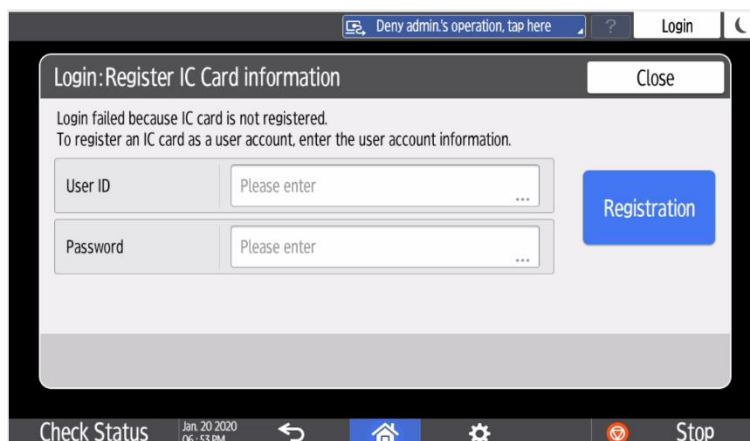 Deny admin.'s operation, tap here
?
Login
Login:Register IC Card information
Close
Login failed because IC card is not registered.
To register an IC card as a user account, enter the user account information.
User ID
Please enter
...
Registration
Password
Please enter
...
Check Status
Jan. 20 2020
06 : 53 PM
Stop